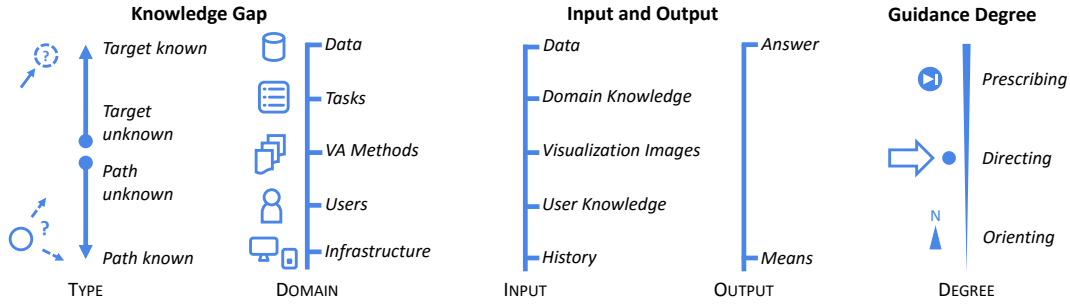 Knowledge Gap
Input and Output
Guidance Degree
?
Target known
Target
unknown
Path
unknown
?
Path known
TYPE
Data
Tasks
VA Methods
Users
Infrastructure
DOMAIN
Data
Domain Knowledge
Visualization Images
User Knowledge
History
INPUT
Answer
Means
OUTPUT
Prescribing
Directing
N
Orienting
DEGREE